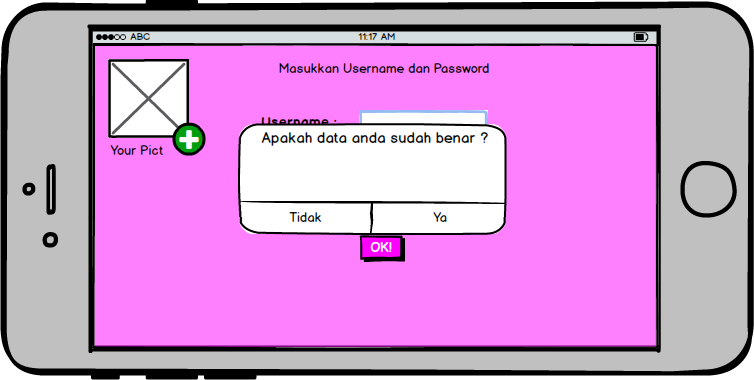 ABC
11:17 AM
Masukkan Username dan Password
Your Pict
Username :
Apakah data anda sudah benar ?
Tidak
Ya
OK!